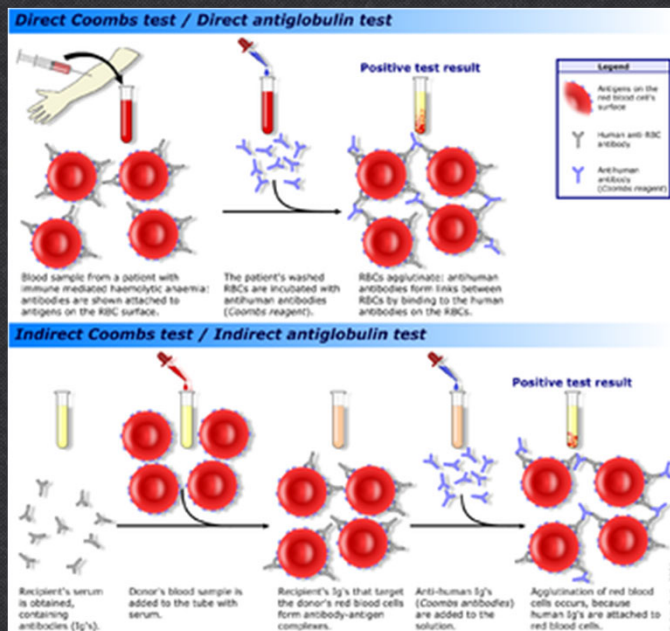 Direct Coombs test / Direct antiglobulin test
Positive test result
Legend
Antigens on the
red blood cell's
surface
Human anti-RBC
antibody
Antihuman
antibody
(Coombs reagent)
Blood sample from a patient with
immune mediated haemolytic anaemia:
antibodies are shown attached to
antigens on the RBC surface.
The patient's washed
RBCs are incubated with
antihuman antibodies
(Coombs reagent).
RBCs agglutinate: antihuman
antibodies form links between
RBCs by binding to the human
antibodies on the RBCs.
Indirect Coombs test / Indirect antiglobulin test
Positive test result
Recipient's serum
is obtained,
containing
antibodies (Ig's).
Donor's blood sample is
added to the tube with
serum.
Recipient's Ig's that target
the donor's red blood cells
form antibody-antigen
complexes.
Anti-human Ig's
(Coombs antibodies)
are added to the
solution.
Agglutination of red blood
cells occurs, because
human Ig's are attached to
red blood cells.